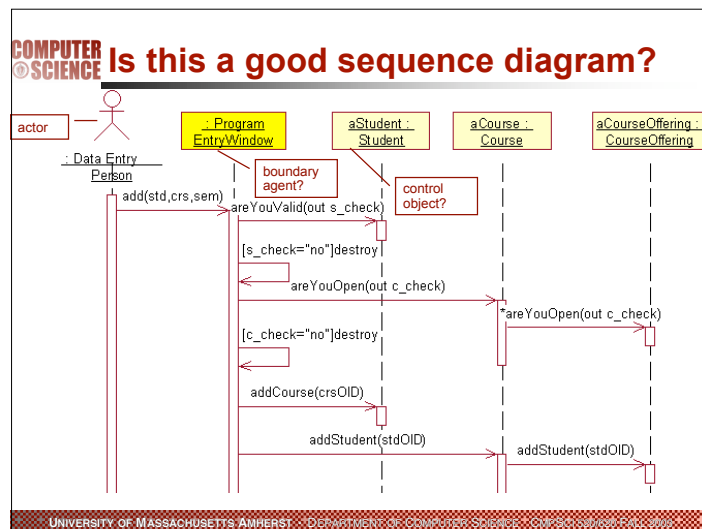 COMPUTER
SCIENCE
Is this a good sequence diagram?
actor
: Data Entry
Person
: Program
EntryWindow
aStudent :
Student
aCourse :
Course
aCourseOffering :
CourseOffering
boundary
agent?
control
object?
add(std,crs,sem)
areYouValid(out s_check)
[s_check="no"]destroy
areYouOpen(out c_check)
*areYouOpen(out c_check)
[c_check="no"]destroy
addCourse(crsOID)
addStudent(stdOID)
addStudent(stdOID)
UNIVERSITY OF MASSACHUSETTS AMHERST · DEPARTMENT OF COMPUTER SCIENCE · CMPSCI 520/620 FALL 2009